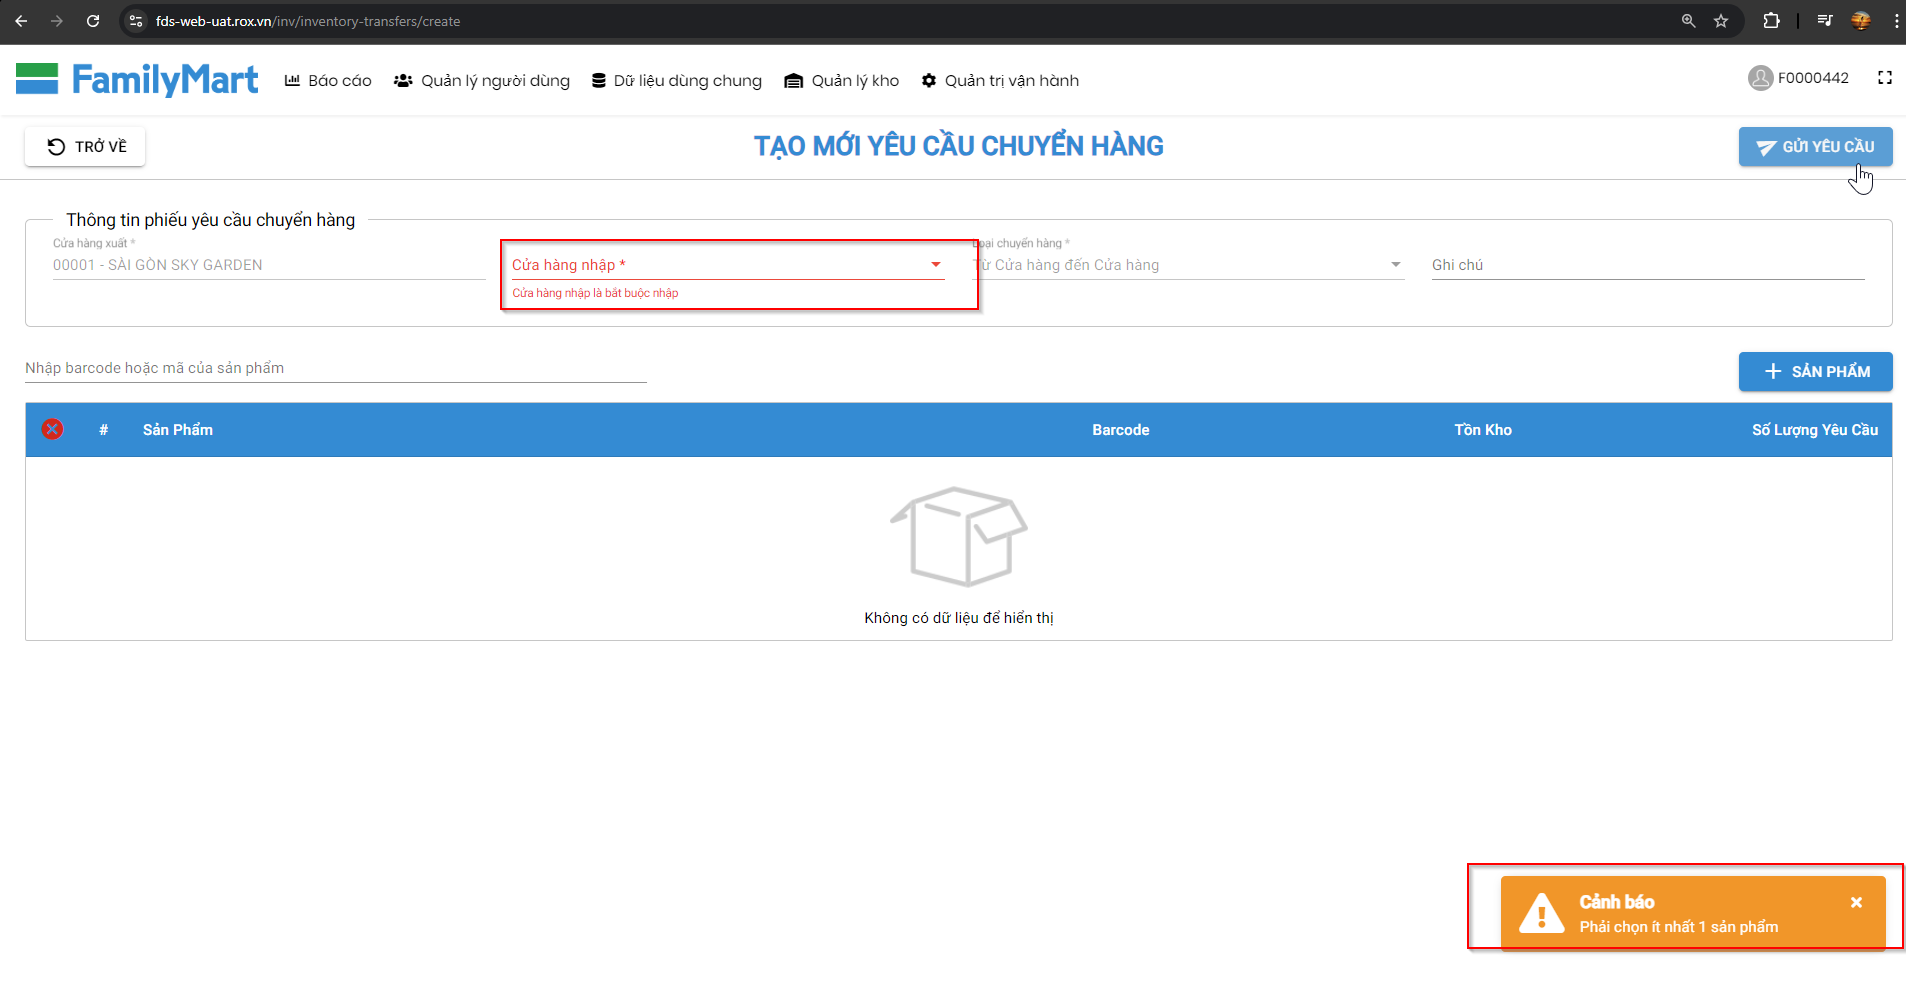 fds-web-uat.rox.vn/inv/inventory-transfers/create
FamilyMart Báo cáo Quản lý người dùng Dữ liệu dùng chung Quản lý kho Quản trị vận hành F0000442
TRỞ VỀ TẠO MỚI YÊU CẦU CHUYỂN HÀNG GỬI YÊU CẦU
Thông tin phiếu yêu cầu chuyển hàng
Cửa hàng xuất *
00001 - SÀI GÒN SKY GARDEN
Cửa hàng nhập *
Cửa hàng nhập là bắt buộc nhập
Loại chuyển hàng *
Từ Cửa hàng đến Cửa hàng
Ghi chú
Nhập barcode hoặc mã của sản phẩm
SẢN PHẨM
# Sản Phẩm Barcode Tồn Kho Số Lượng Yêu Cầu
Không có dữ liệu để hiển thị
Cảnh báo
Phải chọn ít nhất 1 sản phẩm